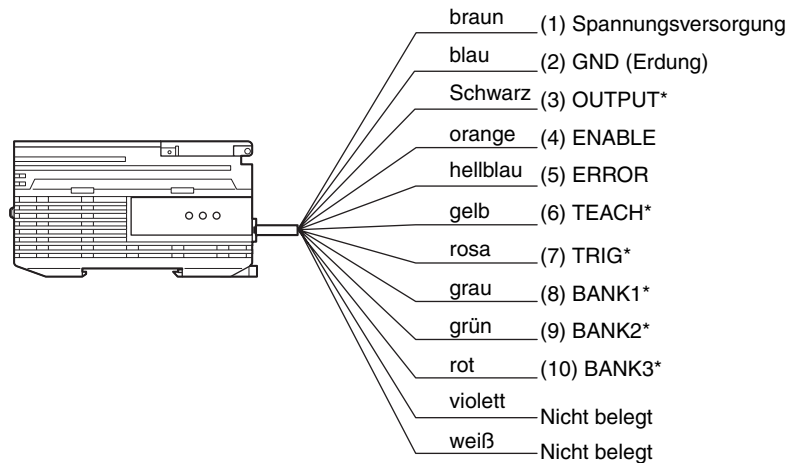 braun (1) Spannungsversorgung
blau (2) GND (Erdung)
Schwarz (3) OUTPUT*
orange (4) ENABLE
hellblau (5) ERROR
gelb (6) TEACH*
rosa (7) TRIG*
grau (8) BANK1*
grün (9) BANK2*
rot (10) BANK3*
violett Nicht belegt
weiß Nicht belegt